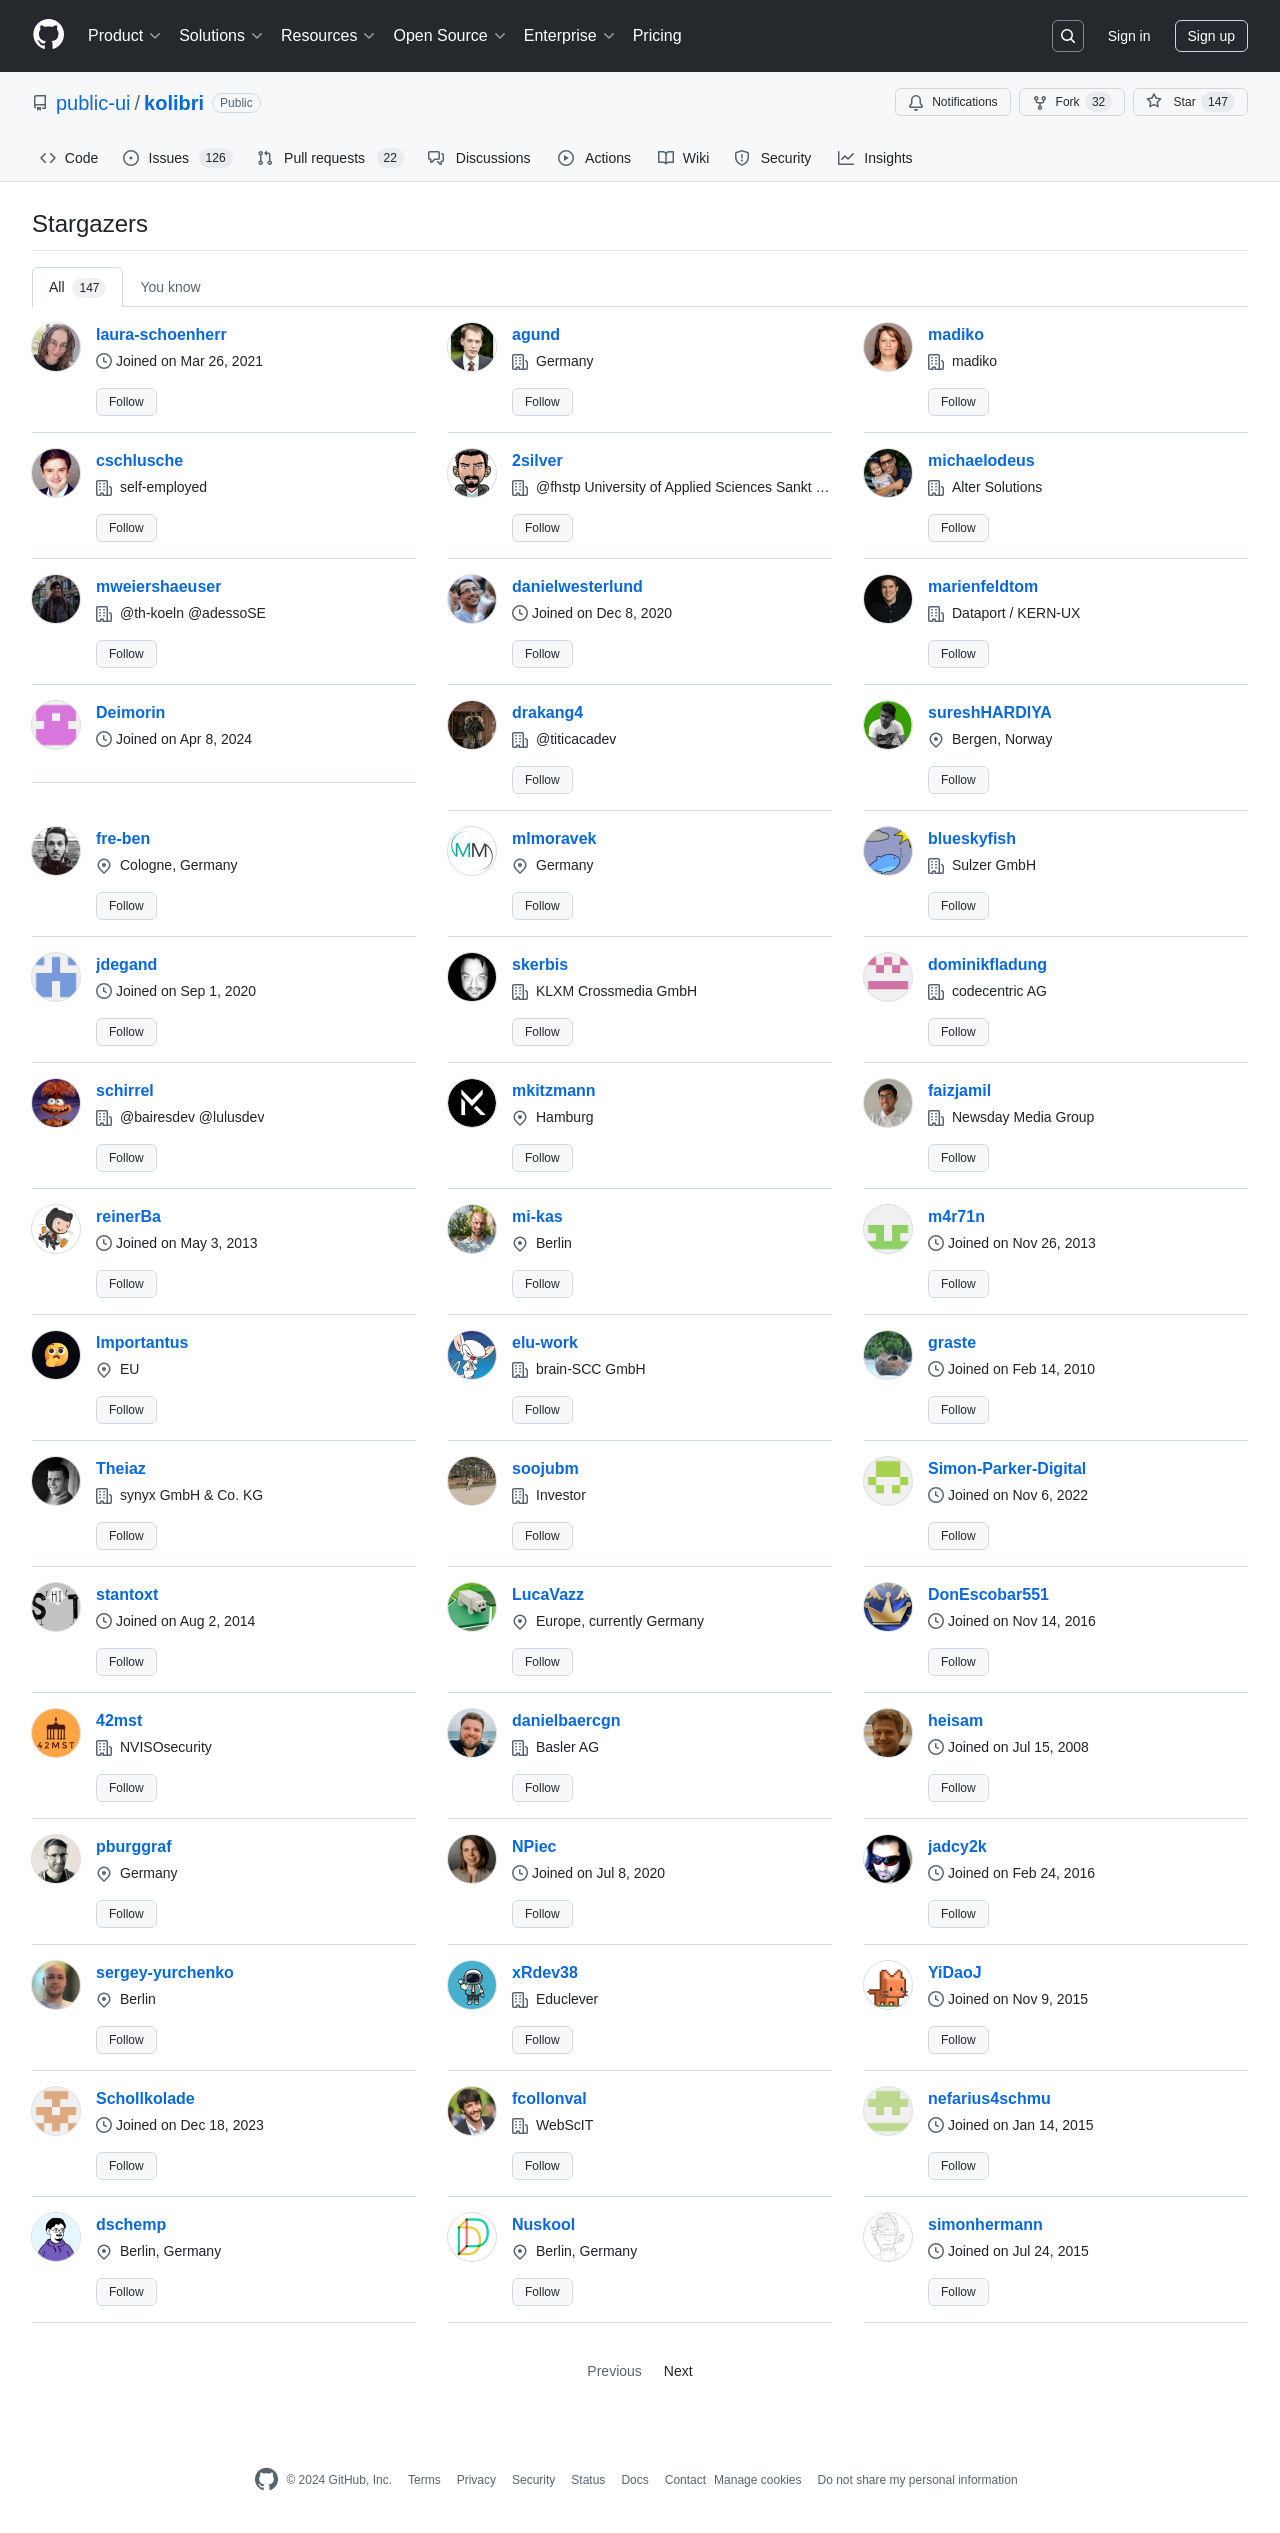 Product Solutions Resources Open Source Enterprise Pricing Sign in Sign up
public-ui / kolibri Public Notifications Fork 32 Star 147
Code Issues 126 Pull requests 22 Discussions Actions Wiki Security Insights
Stargazers
All 147 You know
laura-schoenherr agund madiko
Joined on Mar 26, 2021 Germany madiko
Follow Follow Follow
cschlusche 2silver michaelodeus
self-employed @fhstp University of Applied Sciences Sankt … Alter Solutions
Follow Follow Follow
mweiershaeuser danielwesterlund marienfeldtom
@th-koeln @adessoSE Joined on Dec 8, 2020 Dataport / KERN-UX
Follow Follow Follow
Deimorin drakang4 sureshHARDIYA
Joined on Apr 8, 2024 @titicacadev Bergen, Norway
Follow Follow
fre-ben mlmoravek blueskyfish
Cologne, Germany Germany Sulzer GmbH
Follow Follow Follow
jdegand skerbis dominikfladung
Joined on Sep 1, 2020 KLXM Crossmedia GmbH codecentric AG
Follow Follow Follow
schirrel mkitzmann faizjamil
@bairesdev @lulusdev Hamburg Newsday Media Group
Follow Follow Follow
reinerBa mi-kas m4r71n
Joined on May 3, 2013 Berlin Joined on Nov 26, 2013
Follow Follow Follow
Importantus elu-work graste
EU brain-SCC GmbH Joined on Feb 14, 2010
Follow Follow Follow
Theiaz soojubm Simon-Parker-Digital
synyx GmbH & Co. KG Investor Joined on Nov 6, 2022
Follow Follow Follow
stantoxt LucaVazz DonEscobar551
Joined on Aug 2, 2014 Europe, currently Germany Joined on Nov 14, 2016
Follow Follow Follow
42mst danielbaercgn heisam
42MST NVISOsecurity Basler AG Joined on Jul 15, 2008
Follow Follow Follow
pburggraf NPiec jadcy2k
Germany Joined on Jul 8, 2020 Joined on Feb 24, 2016
Follow Follow Follow
sergey-yurchenko xRdev38 YiDaoJ
Berlin Educlever Joined on Nov 9, 2015
Follow Follow Follow
Schollkolade fcollonval nefarius4schmu
Joined on Dec 18, 2023 WebScIT Joined on Jan 14, 2015
Follow Follow Follow
dschemp Nuskool simonhermann
Berlin, Germany Berlin, Germany Joined on Jul 24, 2015
Follow Follow Follow
Previous Next
© 2024 GitHub, Inc. Terms Privacy Security Status Docs Contact Manage cookies Do not share my personal information